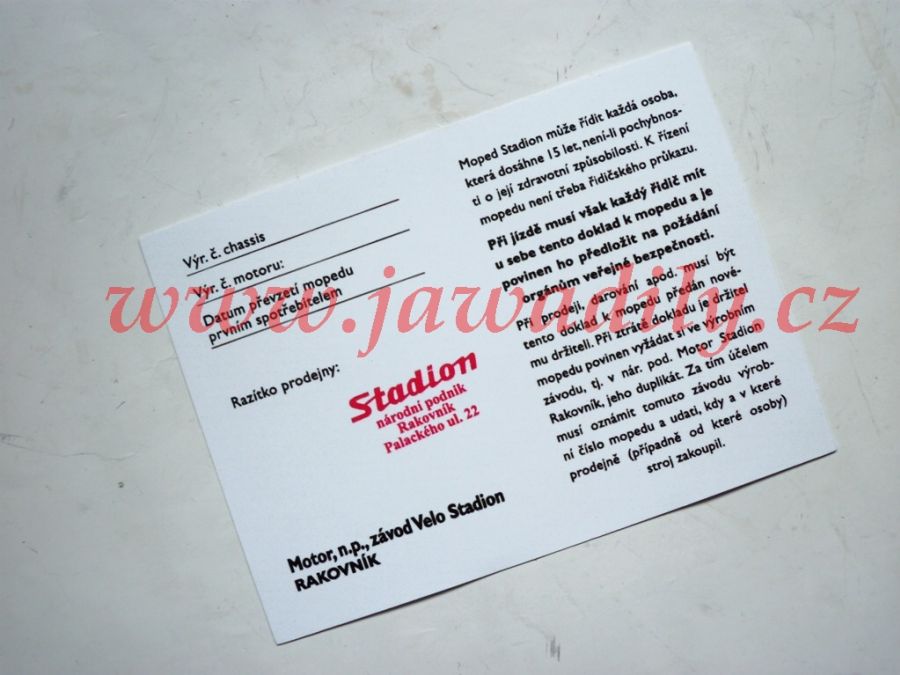 Výr. č. chassis
Výr. č. motoru:
Datum převzetí mopedu
prvním spotřebitelem
Razítko prodejny:
Stadion
národní podnik
Rakovník
Palackého ul. 22
Motor, n.p., závod Velo Stadion
RAKOVNÍK
Moped Stadion může řídit každá osoba,
která dosáhne 15 let, není-li pochybnos-
ti o její zdravotní způsobilosti. K řízení
mopedu není třeba řidičského průkazu.
Při jízdě musí však každý řidič mít
u sebe tento doklad k mopedu a je
povinen ho předložit na požádání
orgánům veřejné bezpečnosti.
Při prodeji, darování apod. musí být
tento doklad k mopedu předán nové-
mu držiteli. Při ztrátě dokladu je držitel
mopedu povinen vyžádat si ve výrobním
závodu, tj. v nár. pod. Motor Stadion
Rakovník, jeho duplikát. Za tím účelem
musí oznámit tomuto závodu výrob-
ní číslo mopedu a udati, kdy a v které
prodejně (případně od které osoby)
stroj zakoupil.
www.jawadily.cz